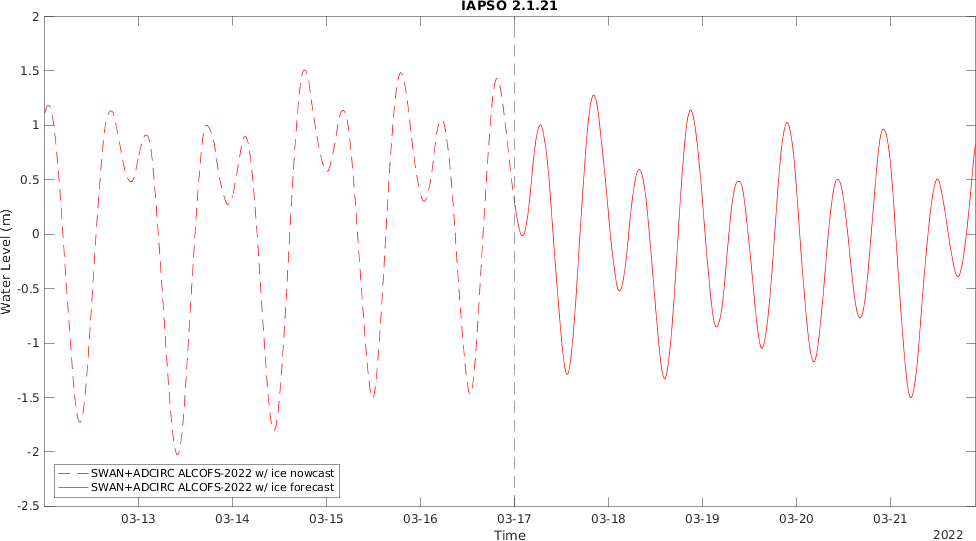 IAPSO 2.1.21
2
1.5
1
0.5
0
-0.5
-1
-1.5
-2
-2.5
Water Level (m)
SWAN+ADCIRC ALCOFS-2022 w/ ice nowcast
SWAN+ADCIRC ALCOFS-2022 w/ ice forecast
03-13 03-14 03-15 03-16 03-17 03-18 03-19 03-20 03-21
Time
2022